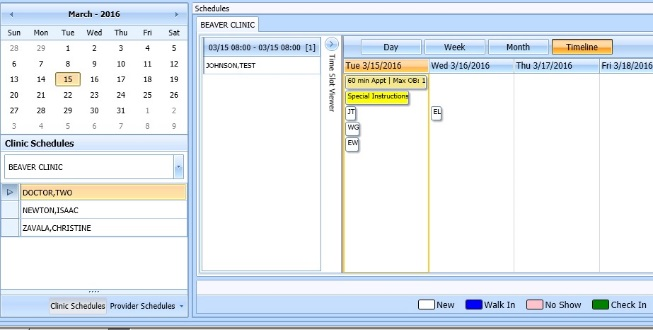 March - 2016
Sun Mon Tue Wed Thu Fri Sat
28 29 1 2 3 4 5
6 7 8 9 10 11 12
13 14 15 16 17 18 19
20 21 22 23 24 25 26
27 28 29 30 31 1 2
3 4 5 6 7 8 9
Clinic Schedules
BEAVER CLINIC
DOCTOR,TWO
NEWTON,ISAAC
ZAVALA,CHRISTINE
Clinic Schedules Provider Schedules
Schedules
BEAVER CLINIC
03/15 08:00 - 03/15 08:00 [1]
JOHNSON,TEST
Time Slot Viewer
Day Week Month Timeline
Tue 3/15/2016 Wed 3/16/2016 Thu 3/17/2016 Fri 3/18/2016
60 min Appt | Max OB: 1
Special Instructions
JT EL
WG
EW
New Walk In No Show Check In